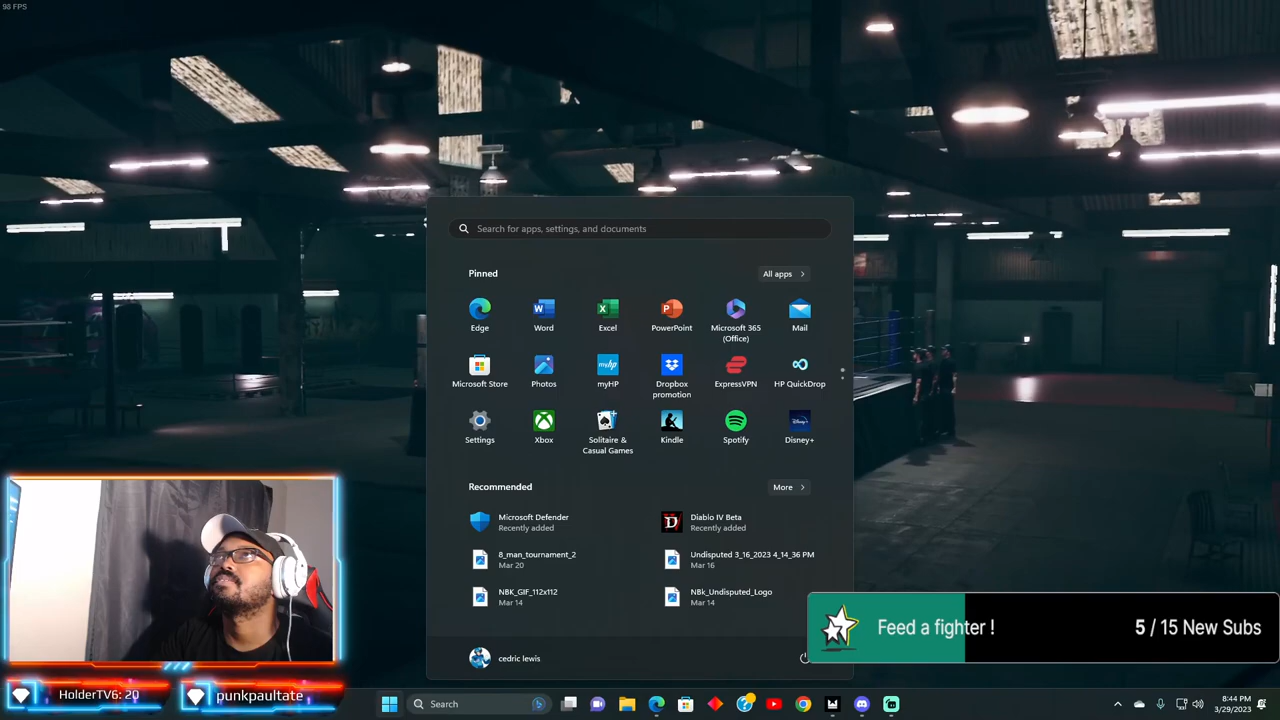 98 FPS
Search for apps, settings, and documents
Pinned
All apps
Edge
Word
Excel
PowerPoint
Microsoft 365
(Office)
Mail
Microsoft Store
Photos
myHP
Dropbox
promotion
ExpressVPN
HP QuickDrop
Settings
Xbox
Solitaire &
Casual Games
Kindle
Spotify
Disney+
Recommended
More
Microsoft Defender
Recently added
Diablo IV Beta
Recently added
8_man_tournament_2
Mar 20
Undisputed 3_16_2023 4_14_36 PM
Mar 16
NBK_GIF_112x112
Mar 14
NBk_Undisputed_Logo
Mar 14
Feed a fighter !
5 / 15 New Subs
cedric lewis
HolderTV6: 20
punkpaultate
Search
8:44 PM
3/29/2023